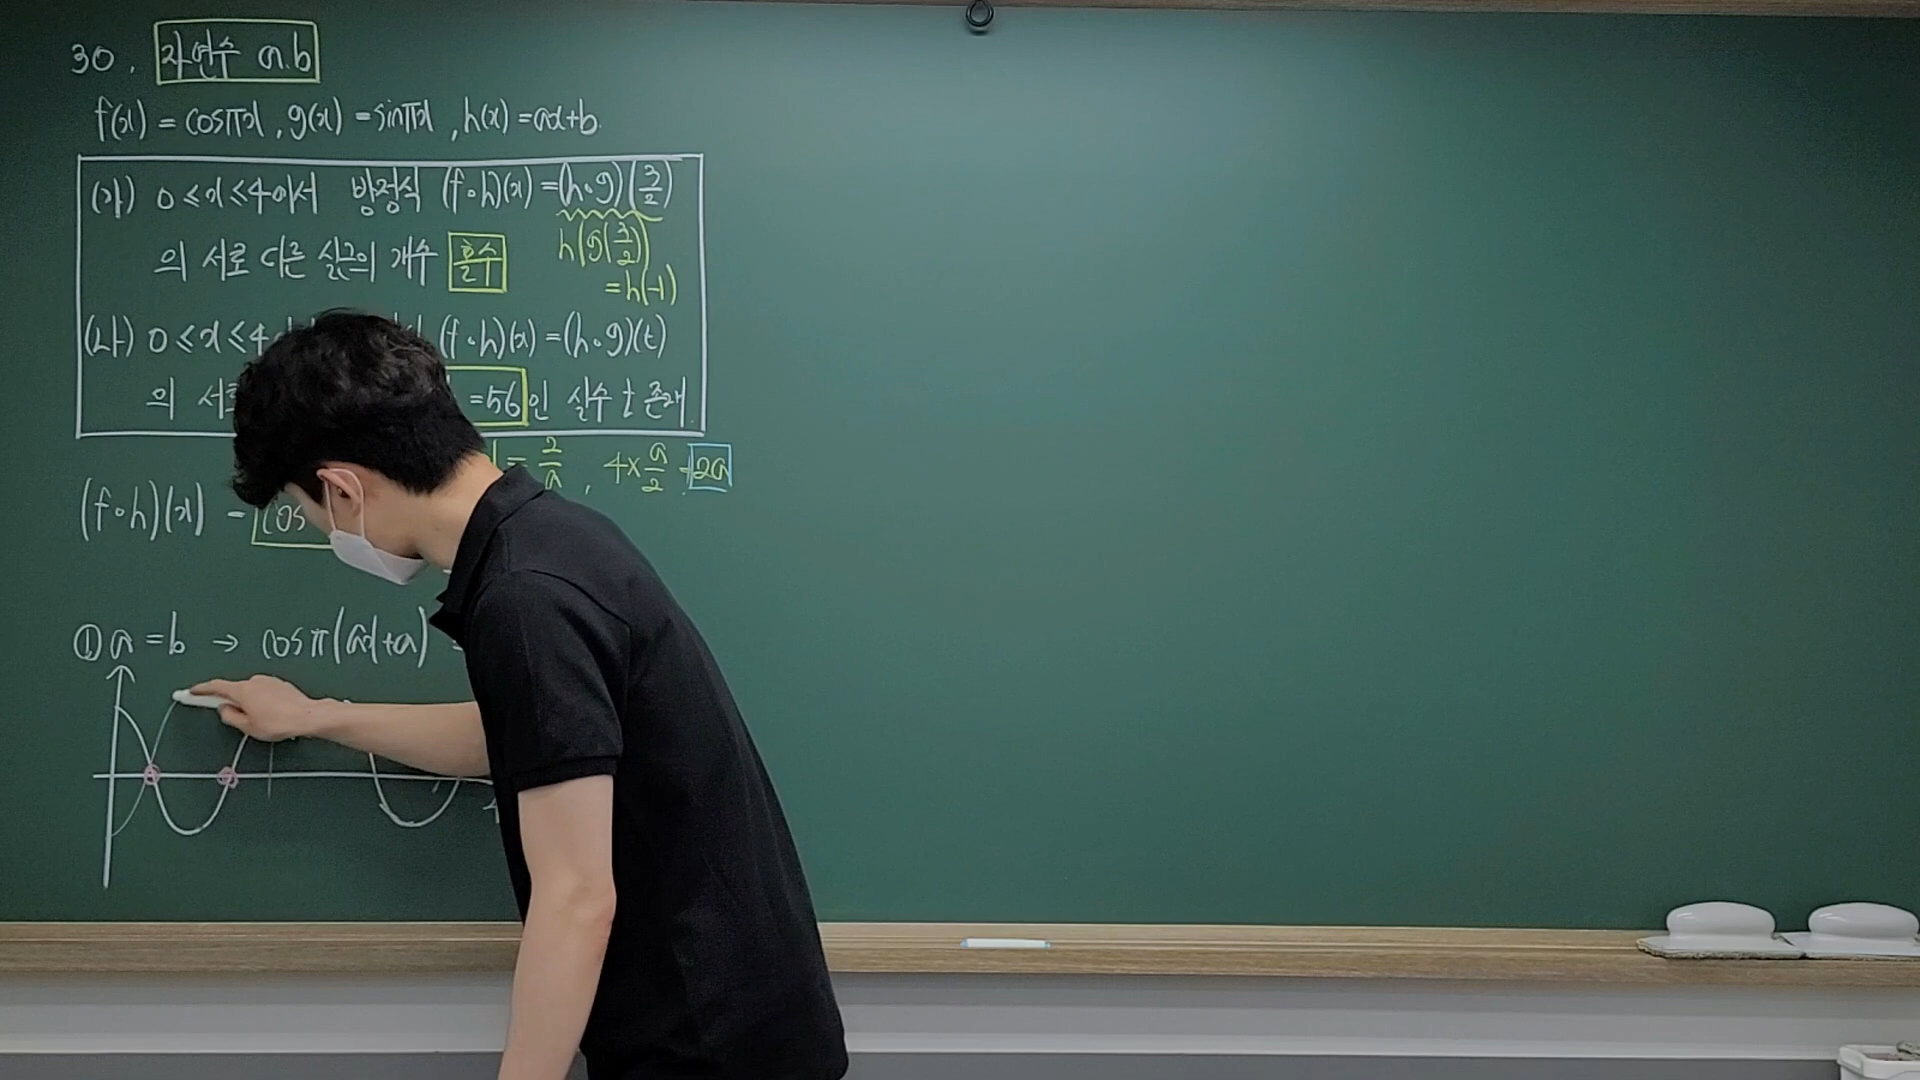 30. 자연수 a.b
f(x) = cosπx, g(x) = sinπx, h(x) = ax+b.
(가) 0≤x≤4에서 방정식 (f∘h)(x) = (h∘g)(3/2)
의 서로 다른 실근의 개수 홀수
h(g(3/2))
= h(-1)
(나) 0≤x≤4 (f∘h)(x) = (h∘g)(t)
의 서로 =56인 실수 t 존재.
= 2/a , 4×a/2 = 2a
(f∘h)(x) = cos
① a = b → cosπ(ax+a) =